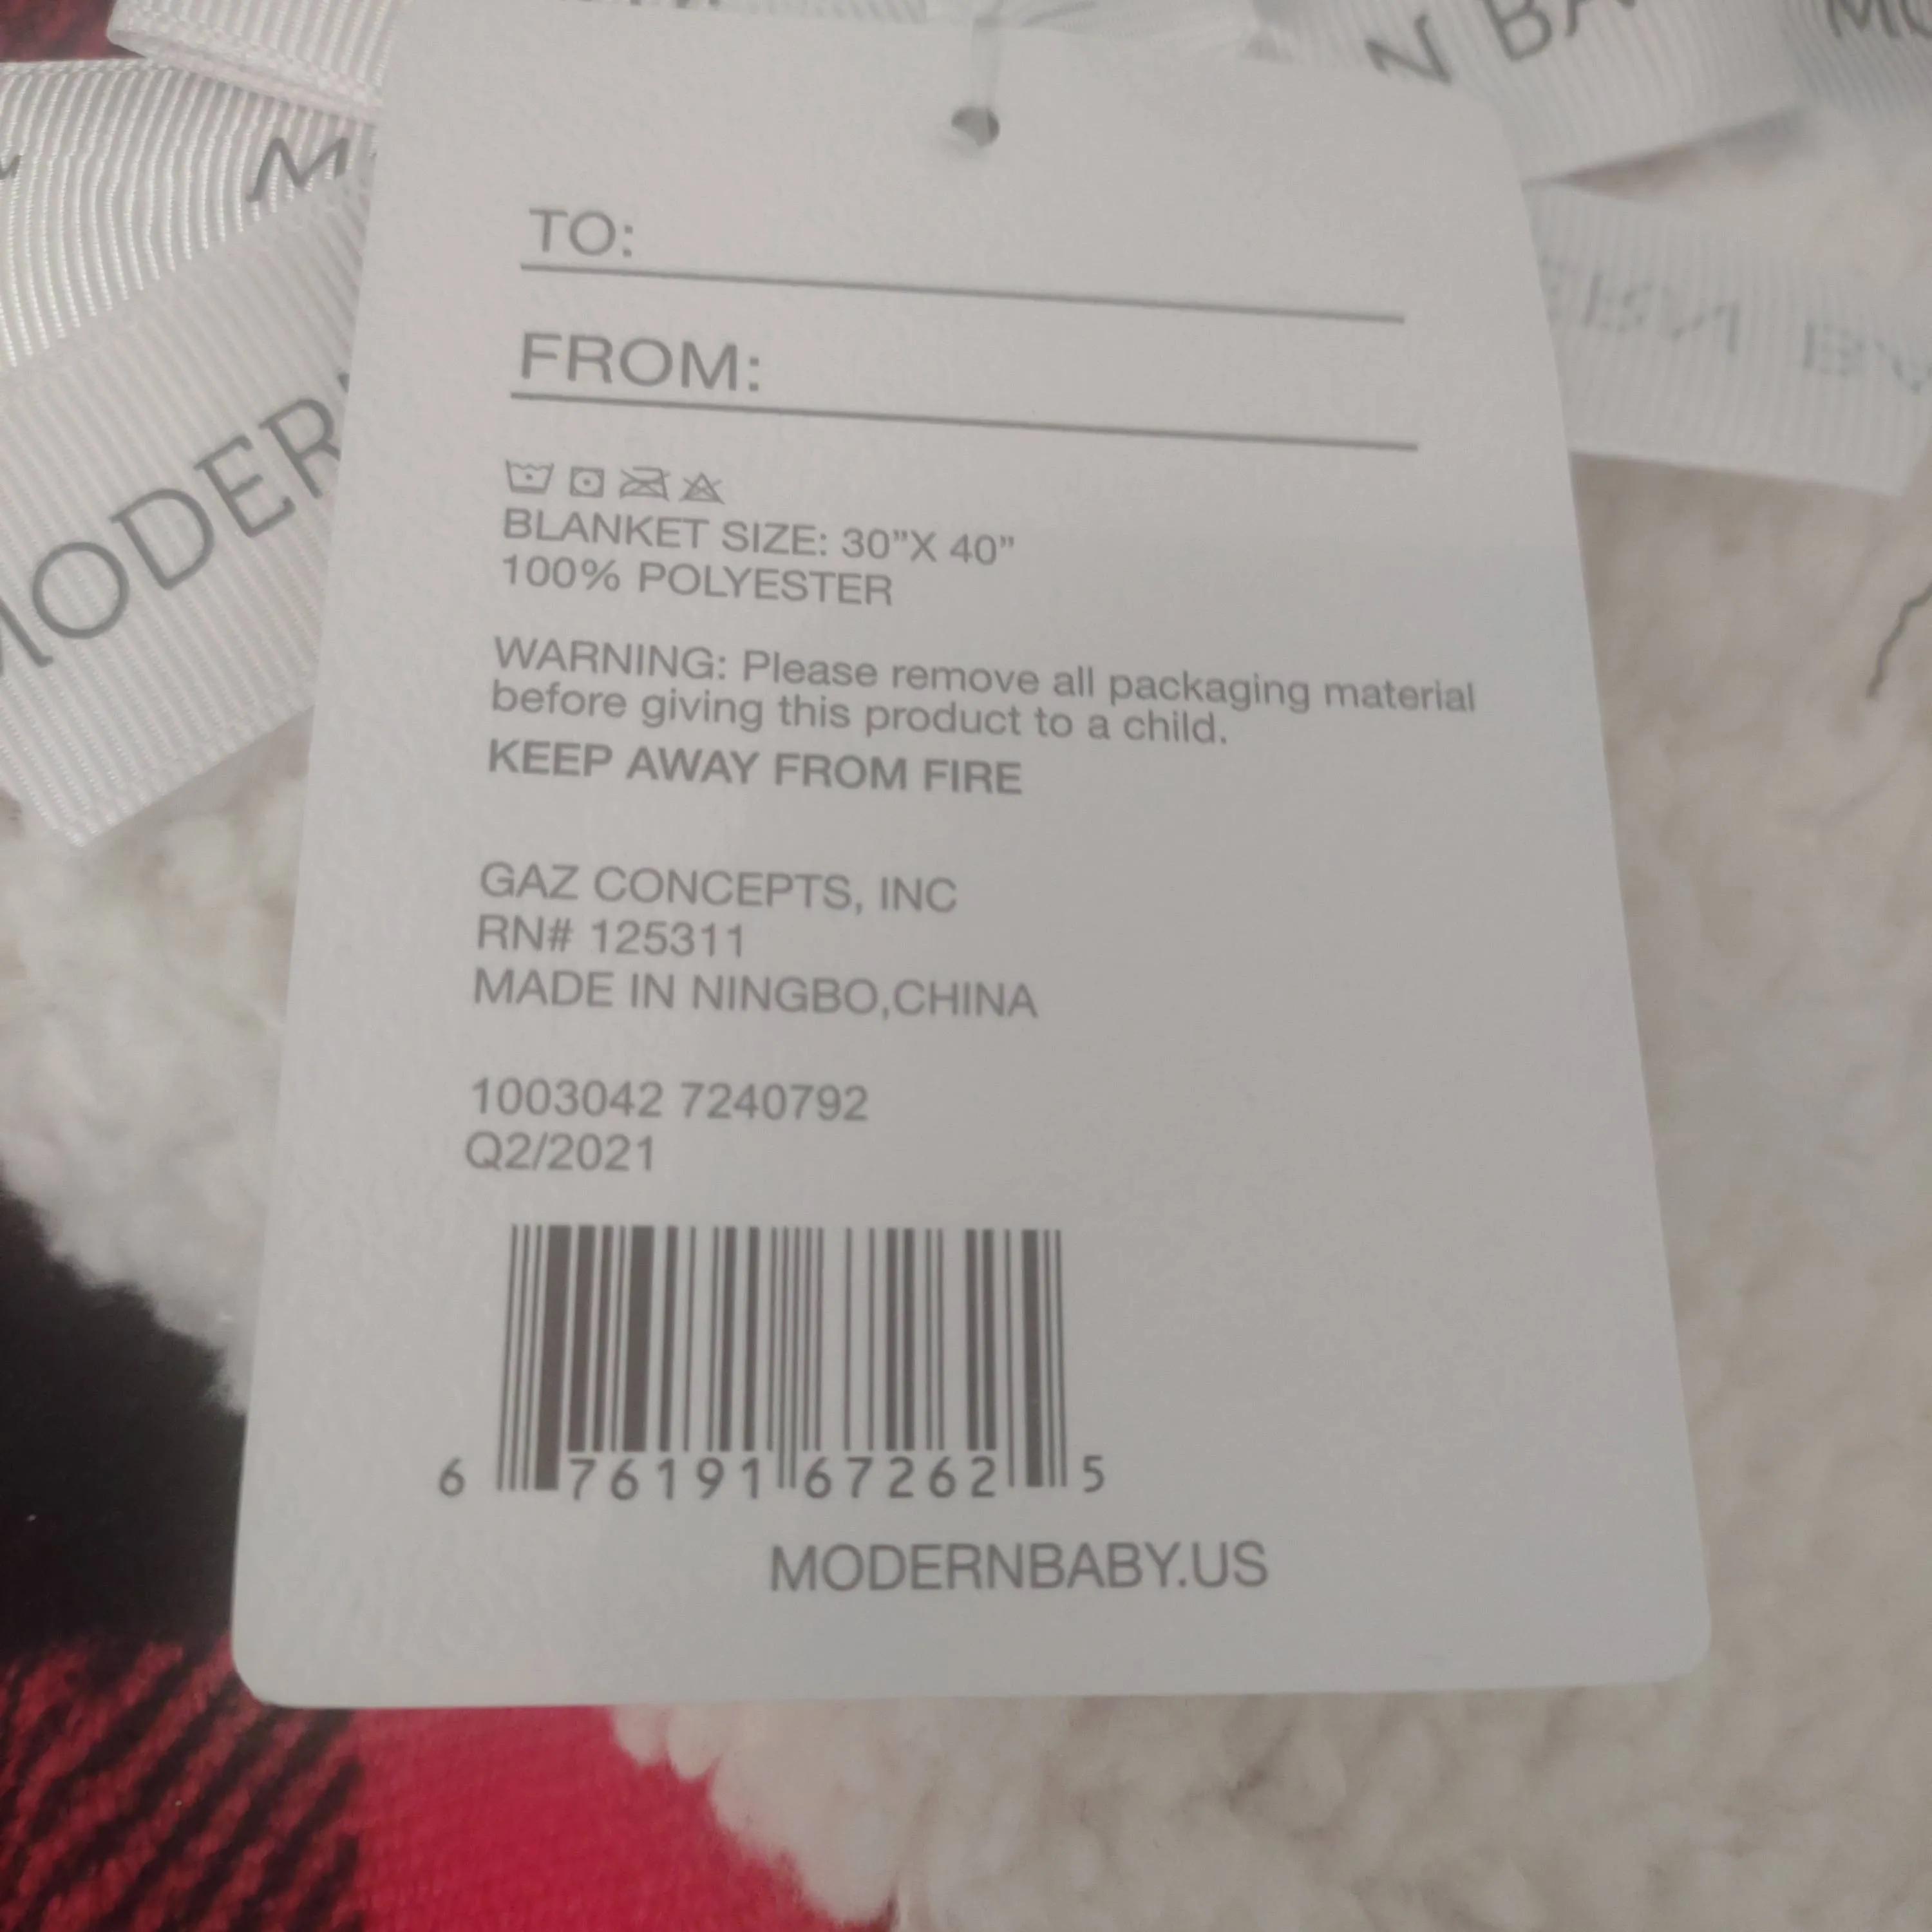 MODER
N BA
TO:
FROM:
BLANKET SIZE: 30”X 40”
100% POLYESTER
WARNING: Please remove all packaging material
before giving this product to a child.
KEEP AWAY FROM FIRE
GAZ CONCEPTS, INC
RN# 125311
MADE IN NINGBO,CHINA
1003042 7240792
Q2/2021
6 76191 67262 5
MODERNBABY.US